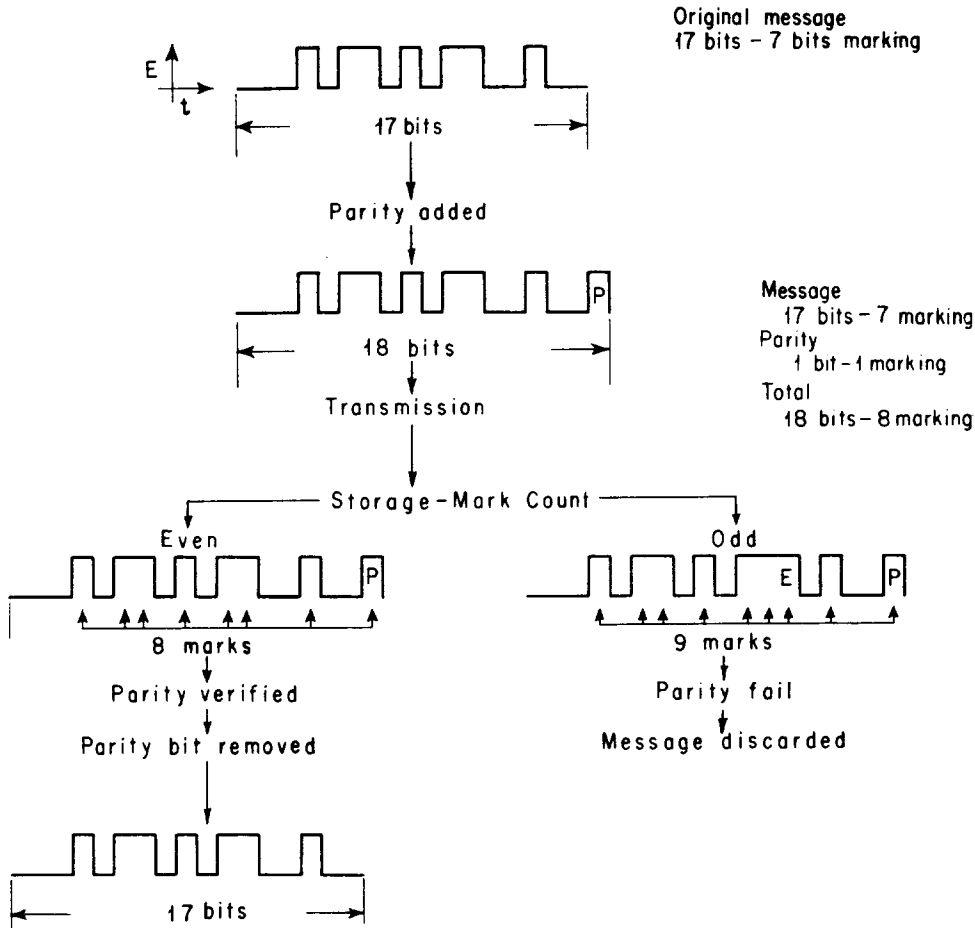 Original message
17 bits - 7 bits marking
E
t
17 bits
Parity added
P
18 bits
Message
17 bits - 7 marking
Parity
1 bit - 1 marking
Total
18 bits - 8 marking
Transmission
Storage - Mark Count
Even
Odd
P
E
P
8 marks
9 marks
Parity verified
Parity fail
Parity bit removed
Message discarded
17 bits